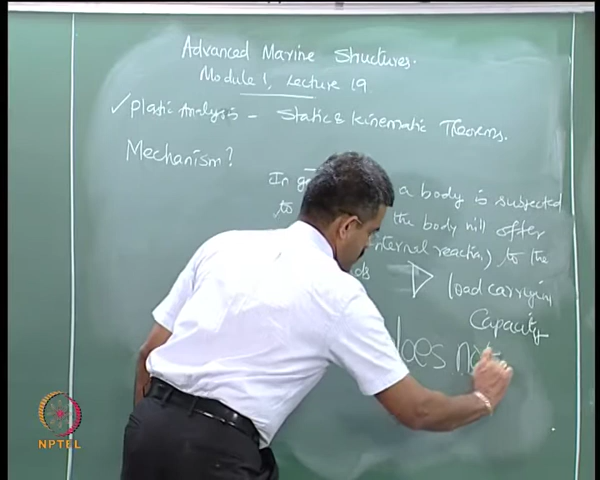 Advanced Marine Structures.
Module 1, Lecture 19.
✓Plastic Analysis - Static & Kinematic Theorems.
Mechanism?
In a body is subjected
to the body will offer
internal reaction) to the
load carrying
Capacity
does not
NPTEL